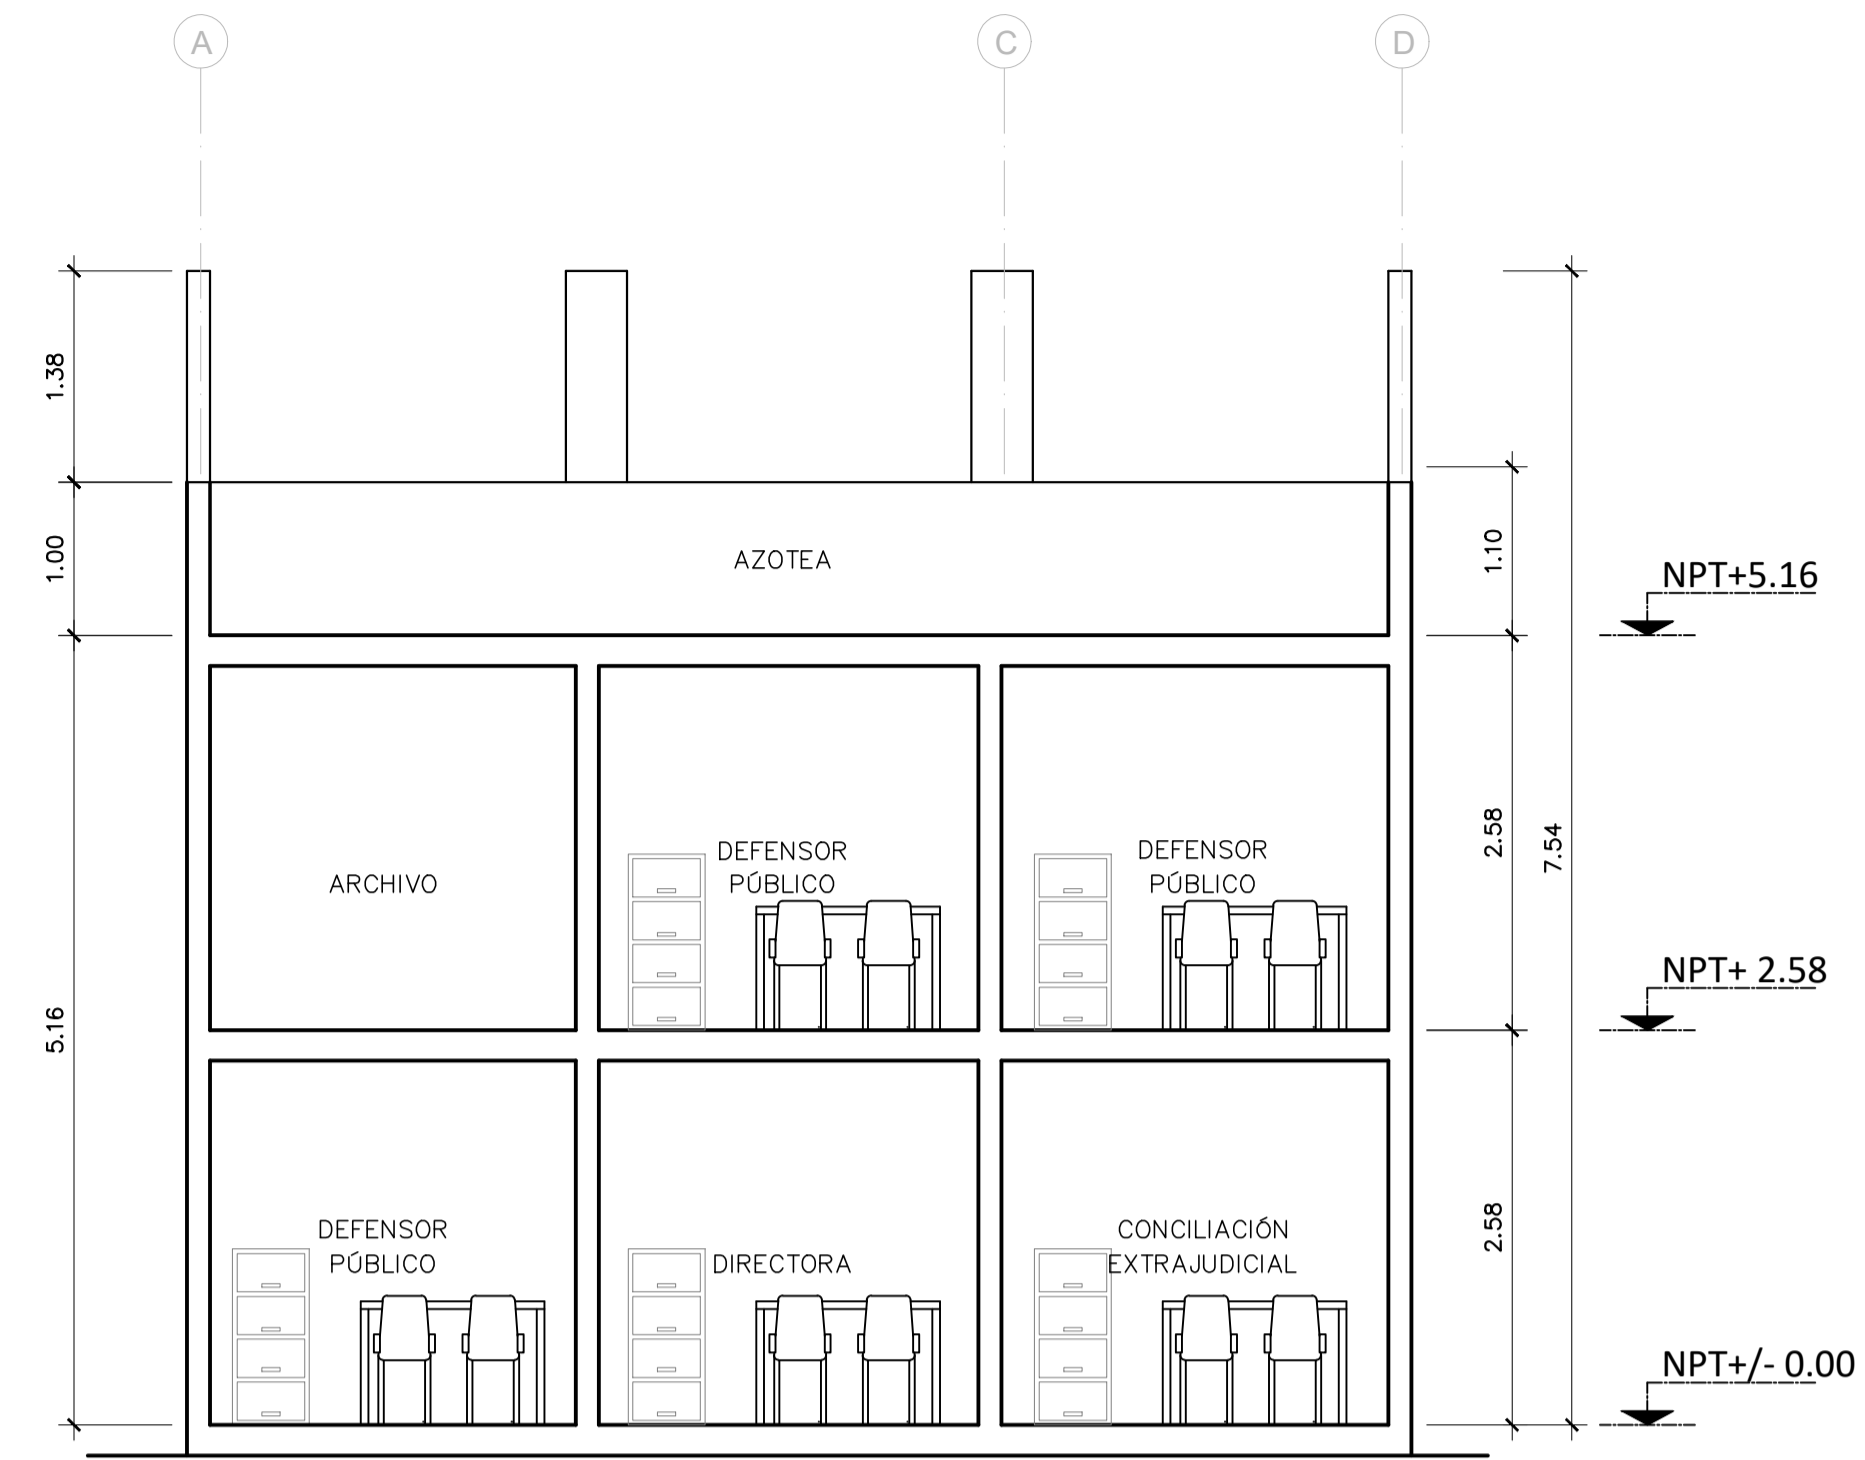 A
C
D
1.38
1.00
5.16
AZOTEA
1.10
NPT+5.16
ARCHIVO
DEFENSOR
PÚBLICO
DEFENSOR
PÚBLICO
2.58
7.54
NPT+ 2.58
DEFENSOR
PÚBLICO
DIRECTORA
CONCILIACIÓN
EXTRAJUDICIAL
2.58
NPT+/- 0.00